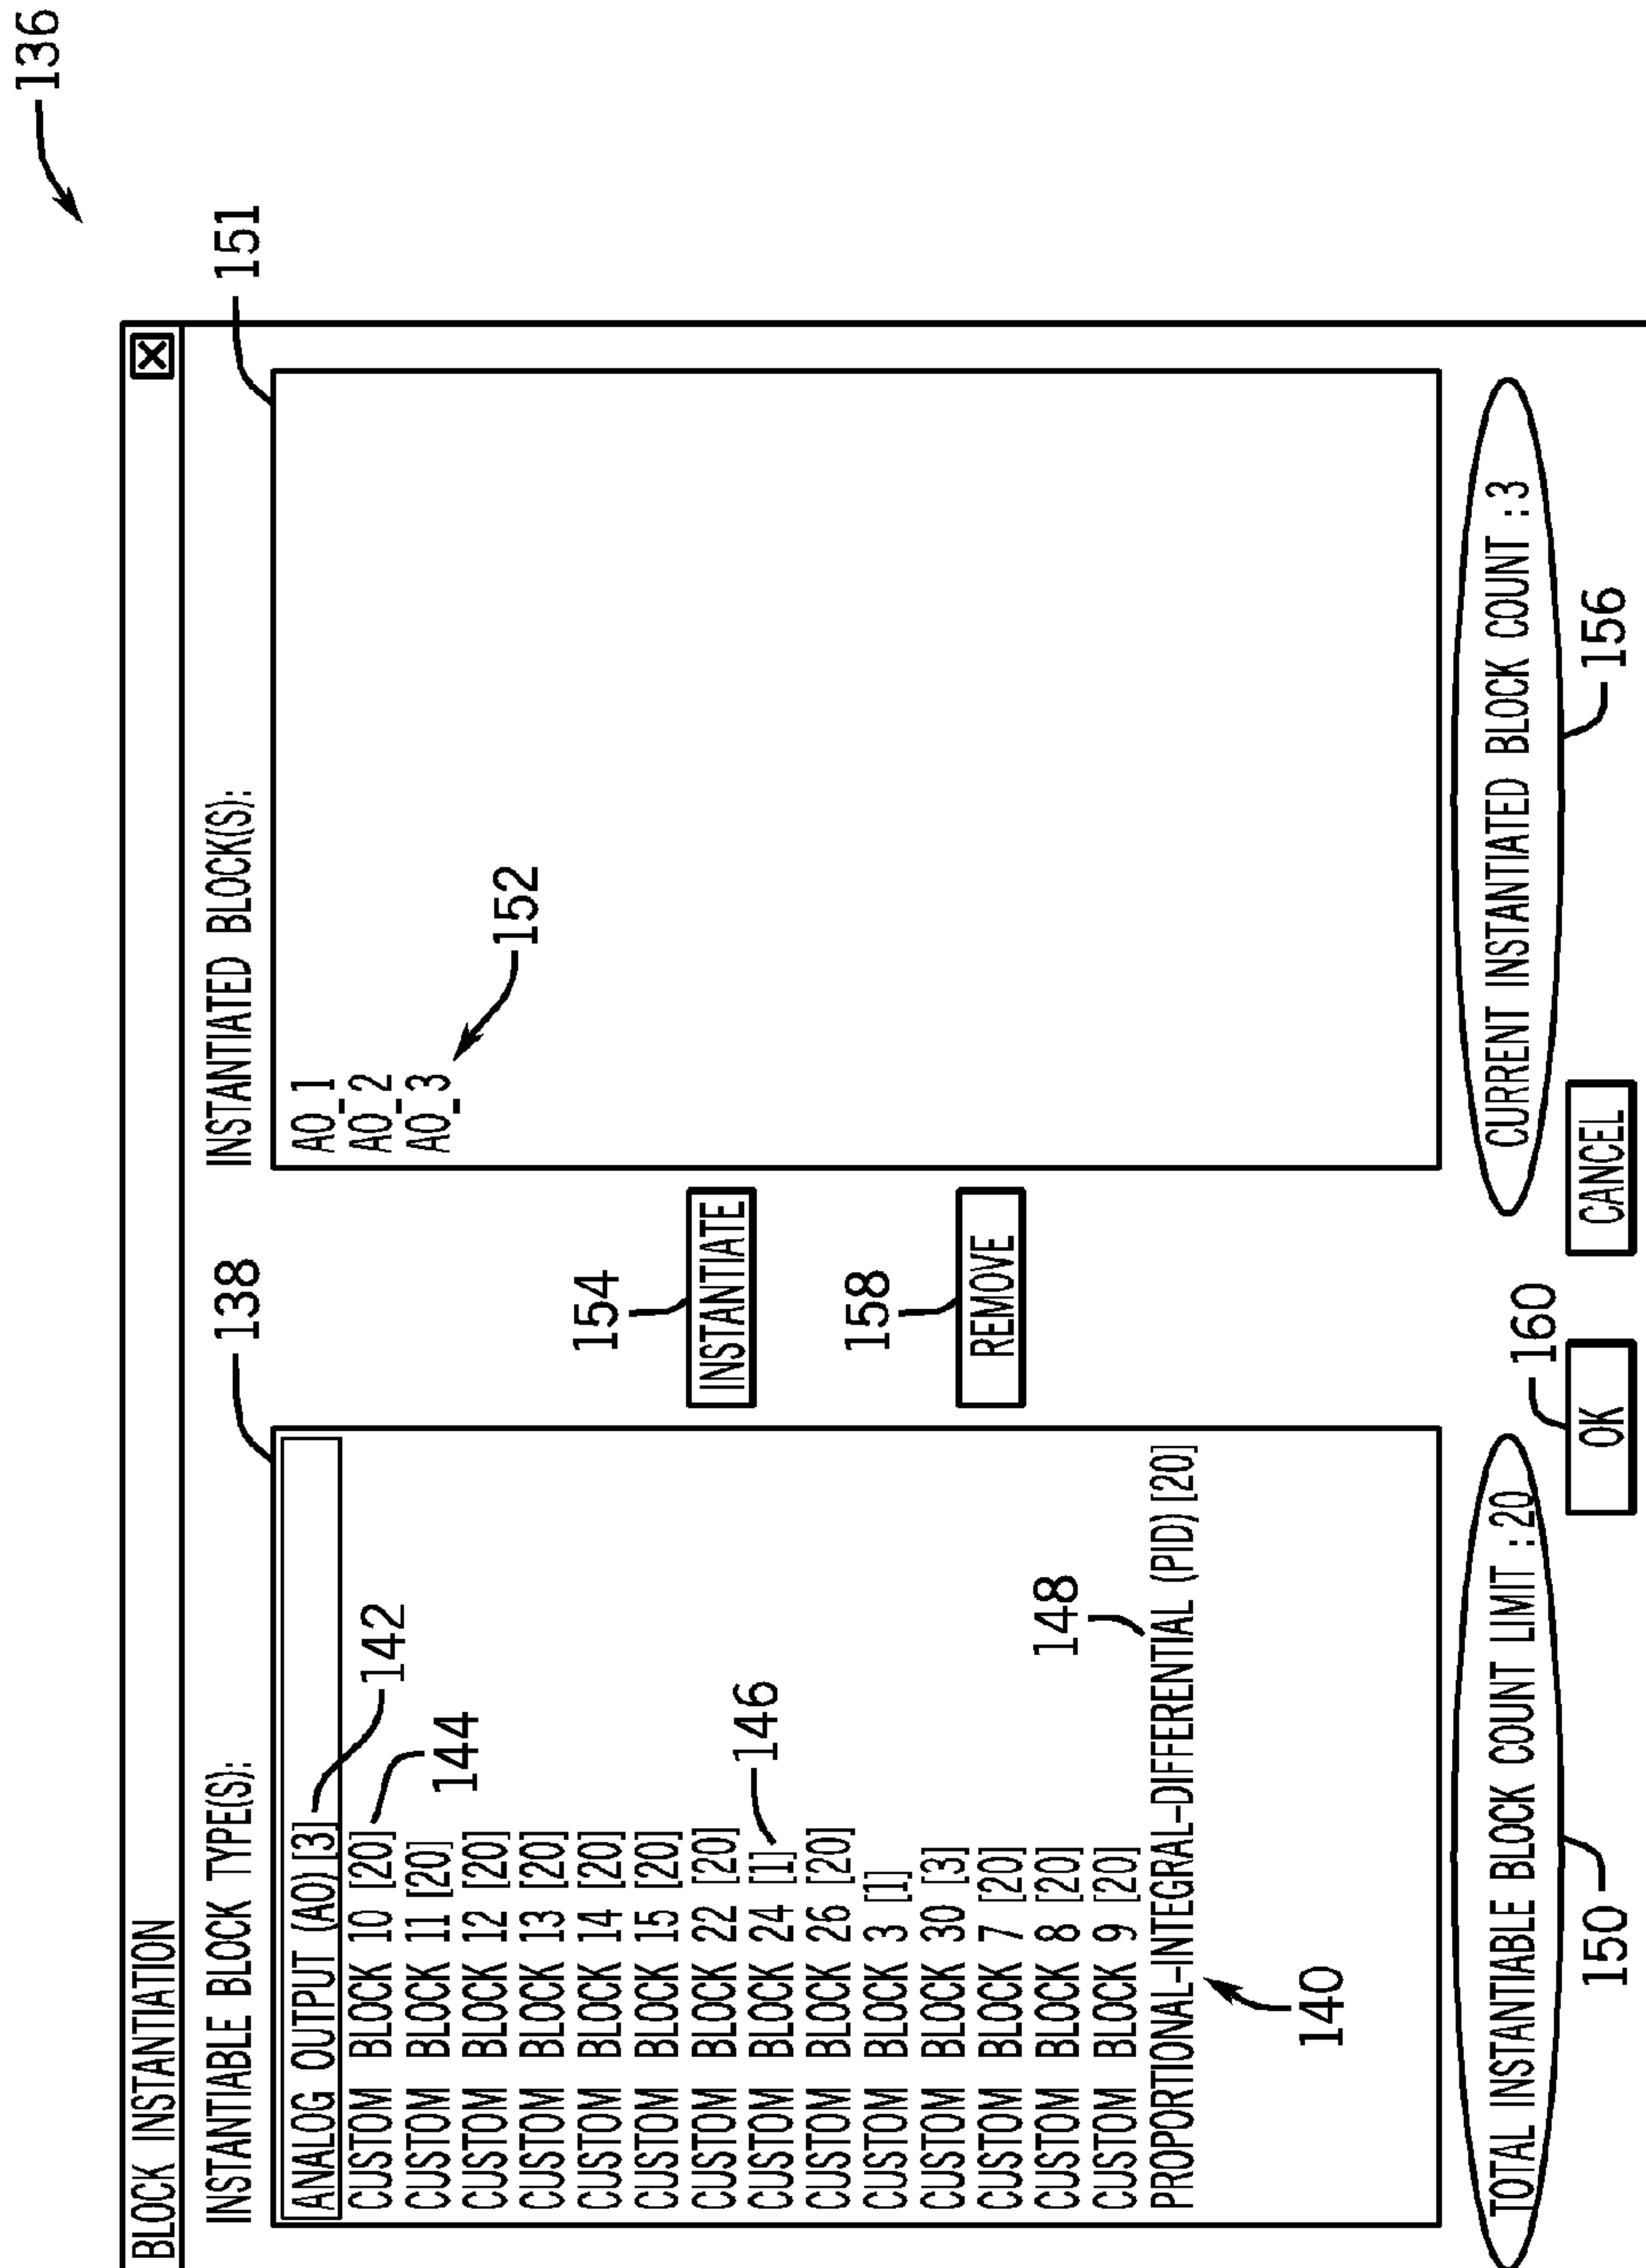 136
BLOCK INSTANTIATION
INSTANTIABLE BLOCK TYPE(S):
138
ANALOG OUTPUT (AO) [3]
142
CUSTOM BLOCK 10 [20]
144
CUSTOM BLOCK 11 [20]
CUSTOM BLOCK 12 [20]
CUSTOM BLOCK 13 [20]
CUSTOM BLOCK 14 [20]
CUSTOM BLOCK 15 [20]
CUSTOM BLOCK 22 [20]
CUSTOM BLOCK 24 [1]
146
CUSTOM BLOCK 26 [20]
CUSTOM BLOCK 3 [1]
CUSTOM BLOCK 30 [3]
CUSTOM BLOCK 7 [20]
CUSTOM BLOCK 8 [20]
CUSTOM BLOCK 9 [20]
148
PROPORTIONAL-INTEGRAL-DIFFERENTIAL (PID) [20]
140
154
INSTANTIATE
158
REMOVE
INSTANTIATED BLOCK(S):
151
AO_1
AO_2
AO_3
152
TOTAL INSTANTIABLE BLOCK COUNT LIMIT :20
150
CURRENT INSTANTIATED BLOCK COUNT :3
156
160
OK
CANCEL